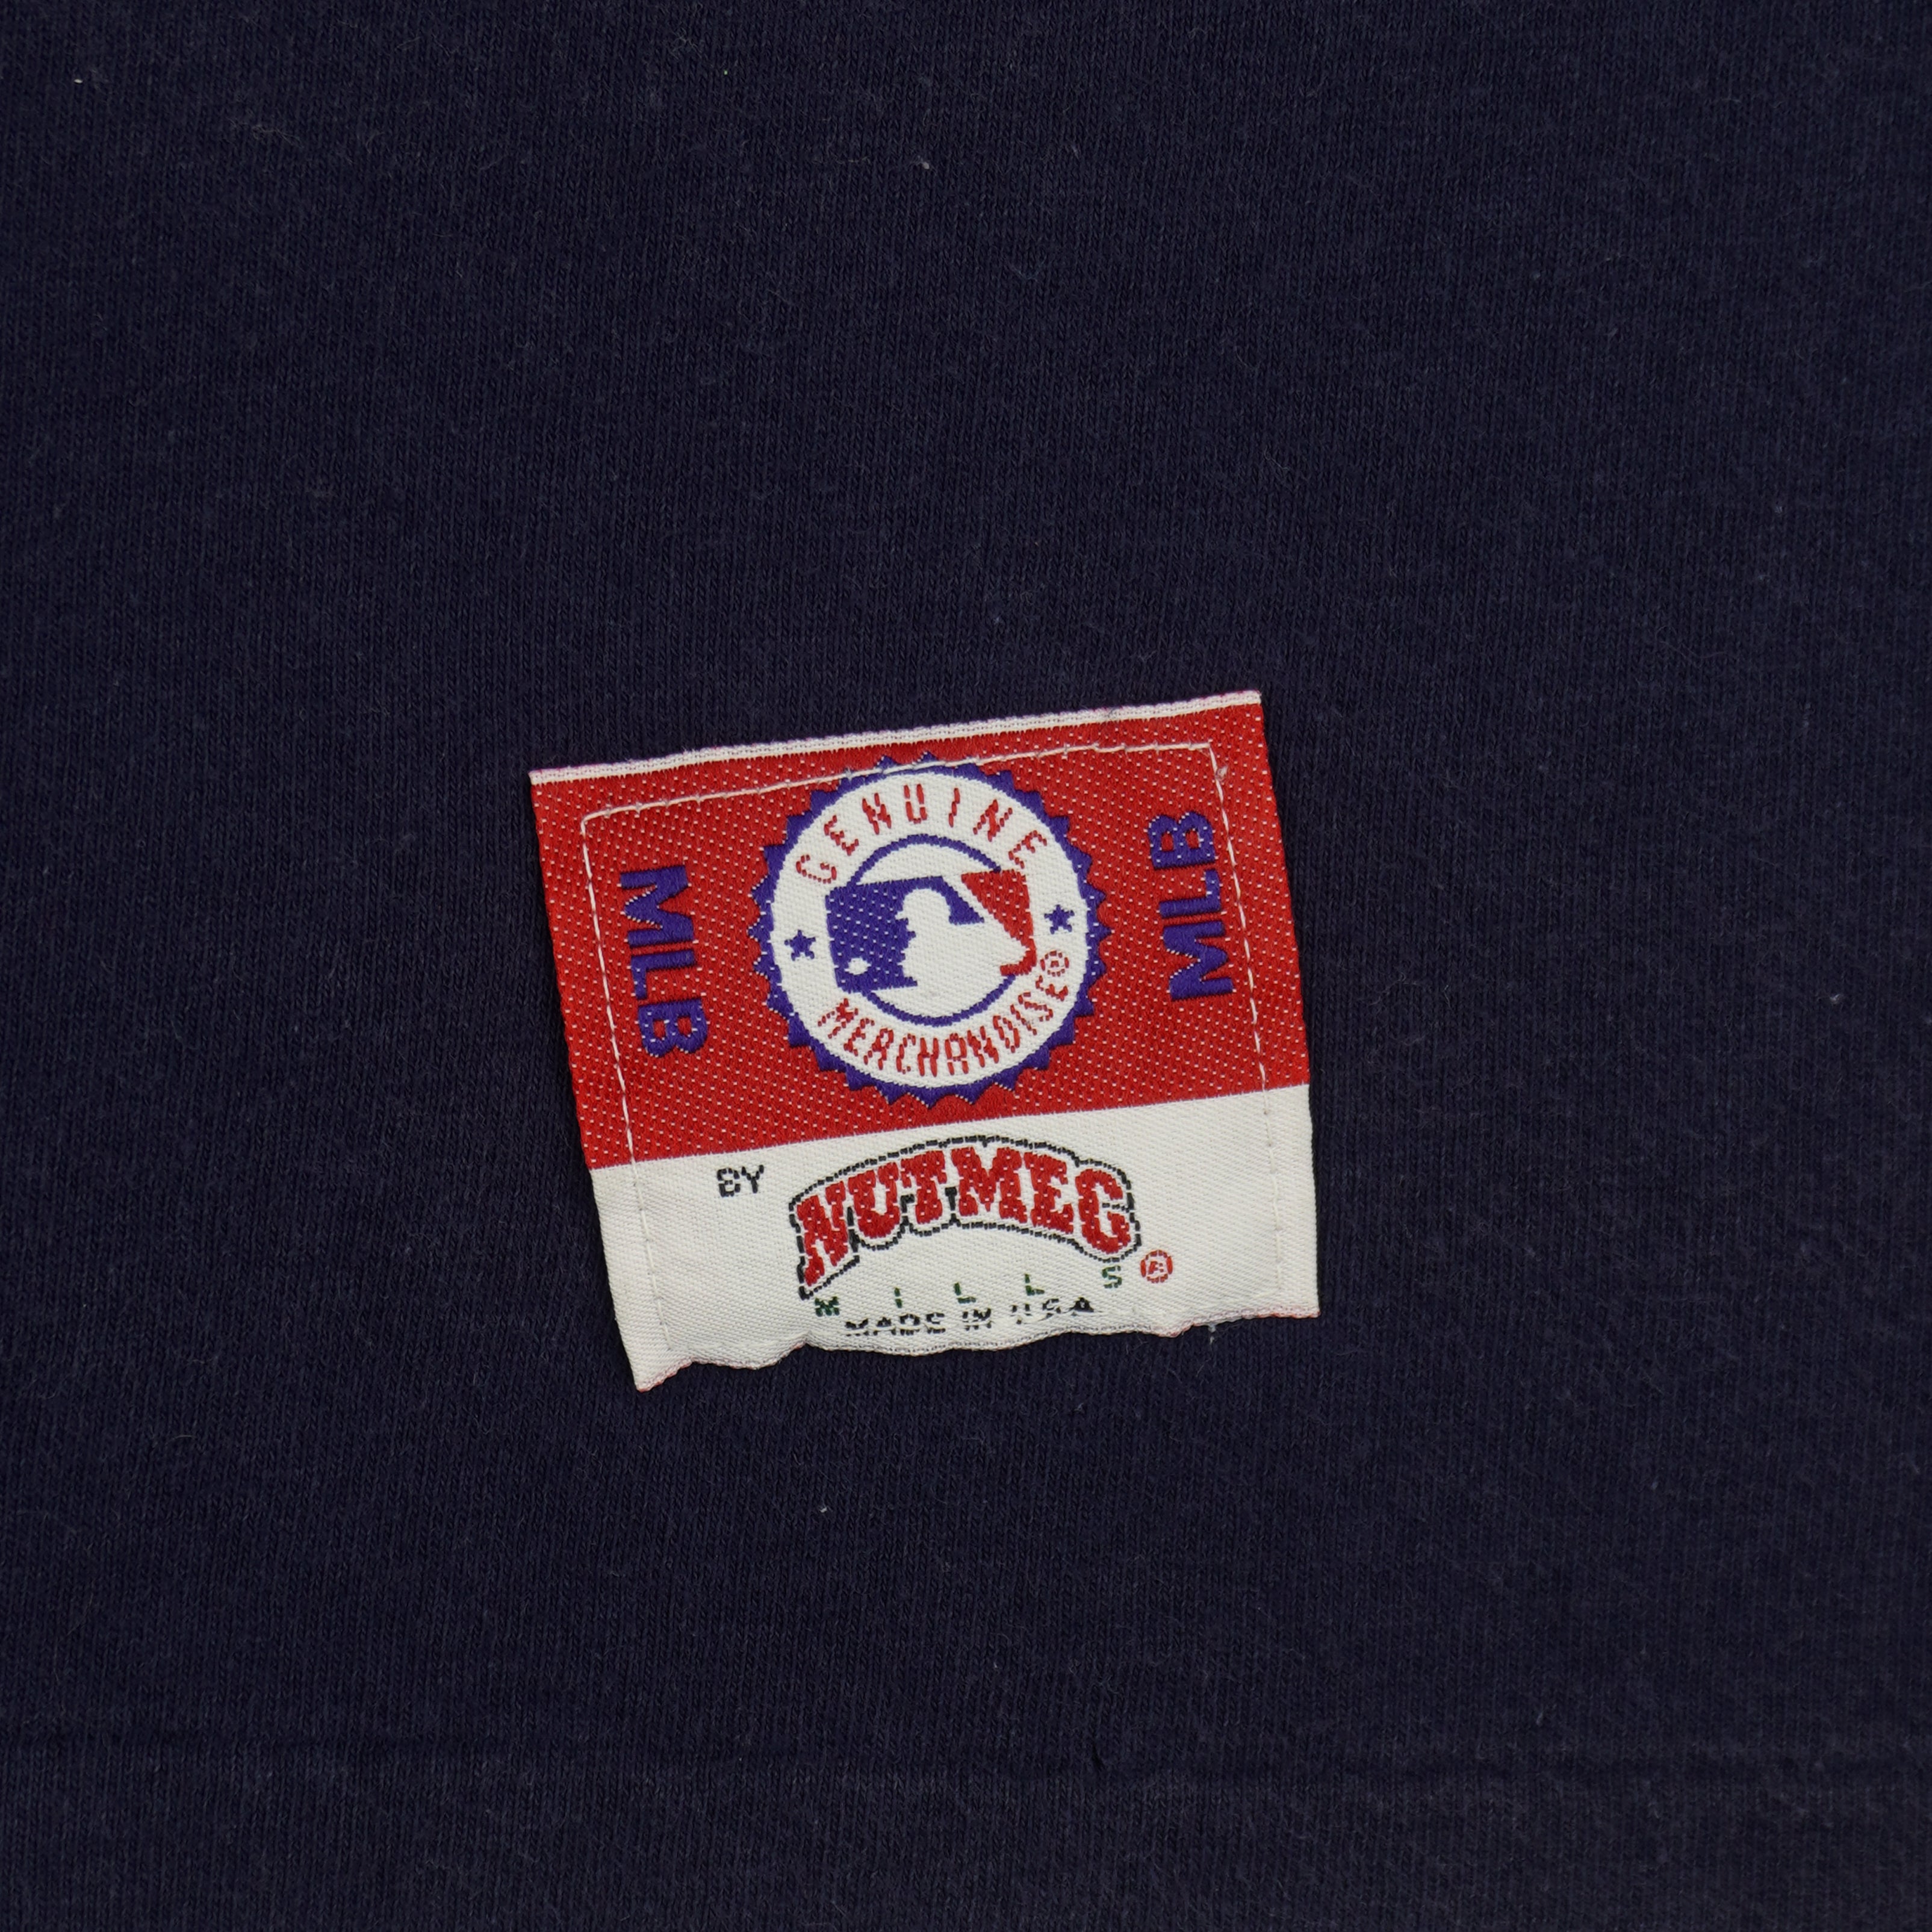 GENUINE
MLB
MLB
MERCHANDISE®
BY NUTMEG
MILLS®
MADE IN USA